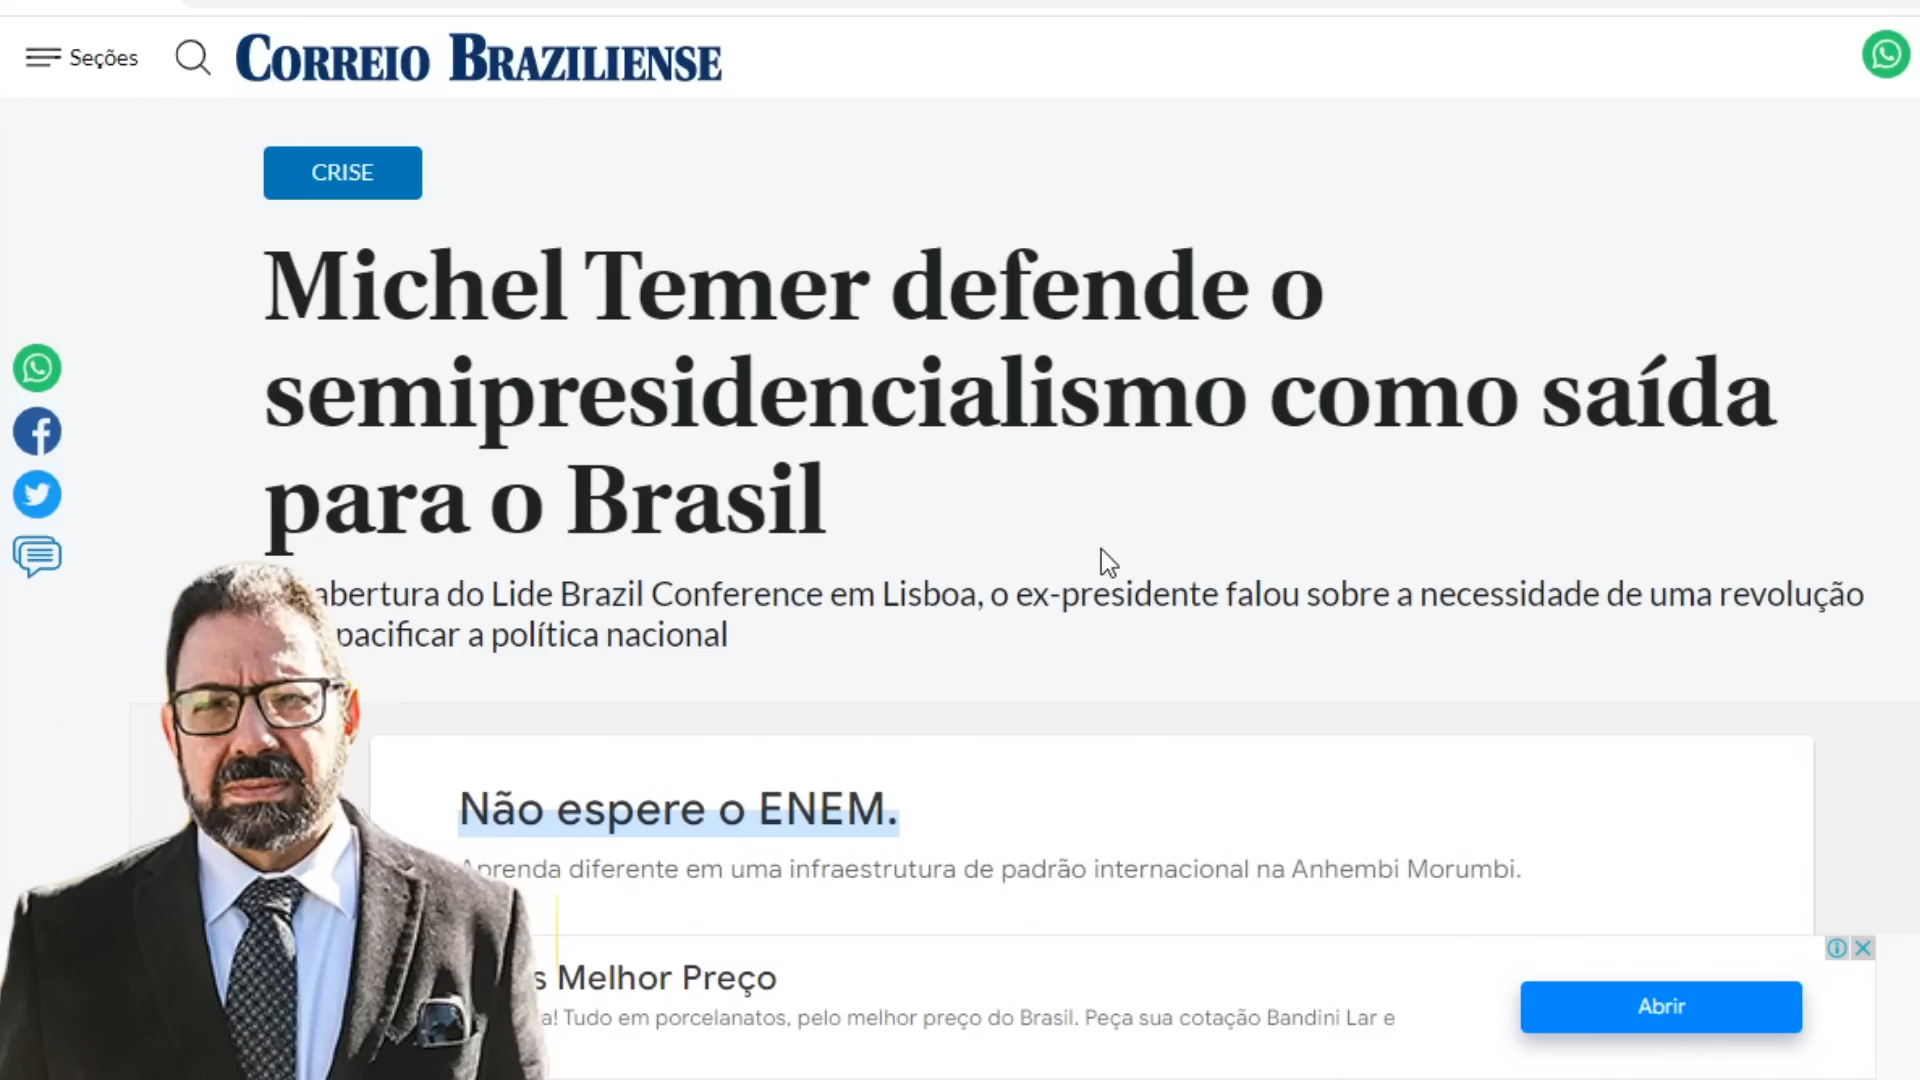 Seções
CORREIO BRAZILIENSE
CRISE
Michel Temer defende o
semipresidencialismo como saída
para o Brasil
abertura do Lide Brazil Conference em Lisboa, o ex-presidente falou sobre a necessidade de uma revolução
pacificar a política nacional
Não espere o ENEM.
Aprenda diferente em uma infraestrutura de padrão internacional na Anhembi Morumbi.
Melhor Preço
Tudo em porcelanatos, pelo melhor preço do Brasil. Peça sua cotação Bandini Lar e
Abrir